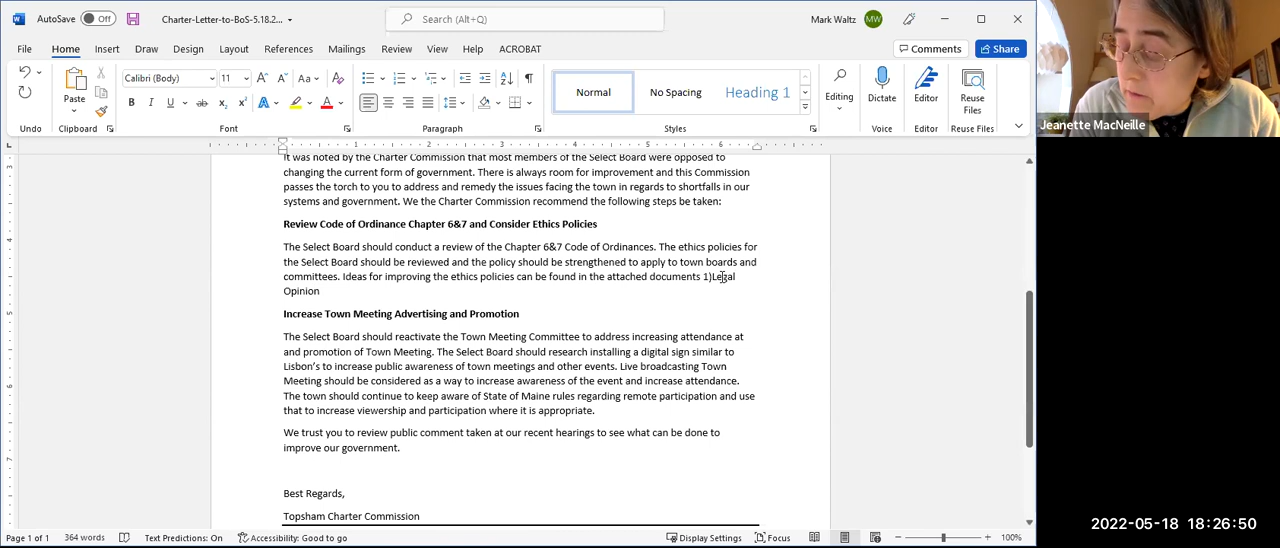 AutoSave Off Charter-Letter-to-BoS-5.18.2... Search (Alt+Q) Mark Waltz MW
File Home Insert Draw Design Layout References Mailings Review View Help ACROBAT Comments Share
Calibri (Body) 11 Aa
Paste B I U ab x₂ x² A A Normal No Spacing Heading 1 Editing Dictate Editor Reuse Files
Undo Clipboard Font Paragraph Styles Voice Editor Reuse Files
Jeanette MacNeille
It was noted by the Charter Commission that most members of the Select Board were opposed to
changing the current form of government. There is always room for improvement and this Commission
passes the torch to you to address and remedy the issues facing the town in regards to shortfalls in our
systems and government. We the Charter Commission recommend the following steps be taken:
Review Code of Ordinance Chapter 6&7 and Consider Ethics Policies
The Select Board should conduct a review of the Chapter 6&7 Code of Ordinances. The ethics policies for
the Select Board should be reviewed and the policy should be strengthened to apply to town boards and
committees. Ideas for improving the ethics policies can be found in the attached documents 1)Legal
Opinion
Increase Town Meeting Advertising and Promotion
The Select Board should reactivate the Town Meeting Committee to address increasing attendance at
and promotion of Town Meeting. The Select Board should research installing a digital sign similar to
Lisbon's to increase public awareness of town meetings and other events. Live broadcasting Town
Meeting should be considered as a way to increase awareness of the event and increase attendance.
The town should continue to keep aware of State of Maine rules regarding remote participation and use
that to increase viewership and participation where it is appropriate.
We trust you to review public comment taken at our recent hearings to see what can be done to
improve our government.
Best Regards,
Topsham Charter Commission
2022-05-18 18:26:50
Page 1 of 1 364 words Text Predictions: On Accessibility: Good to go Display Settings Focus 100%